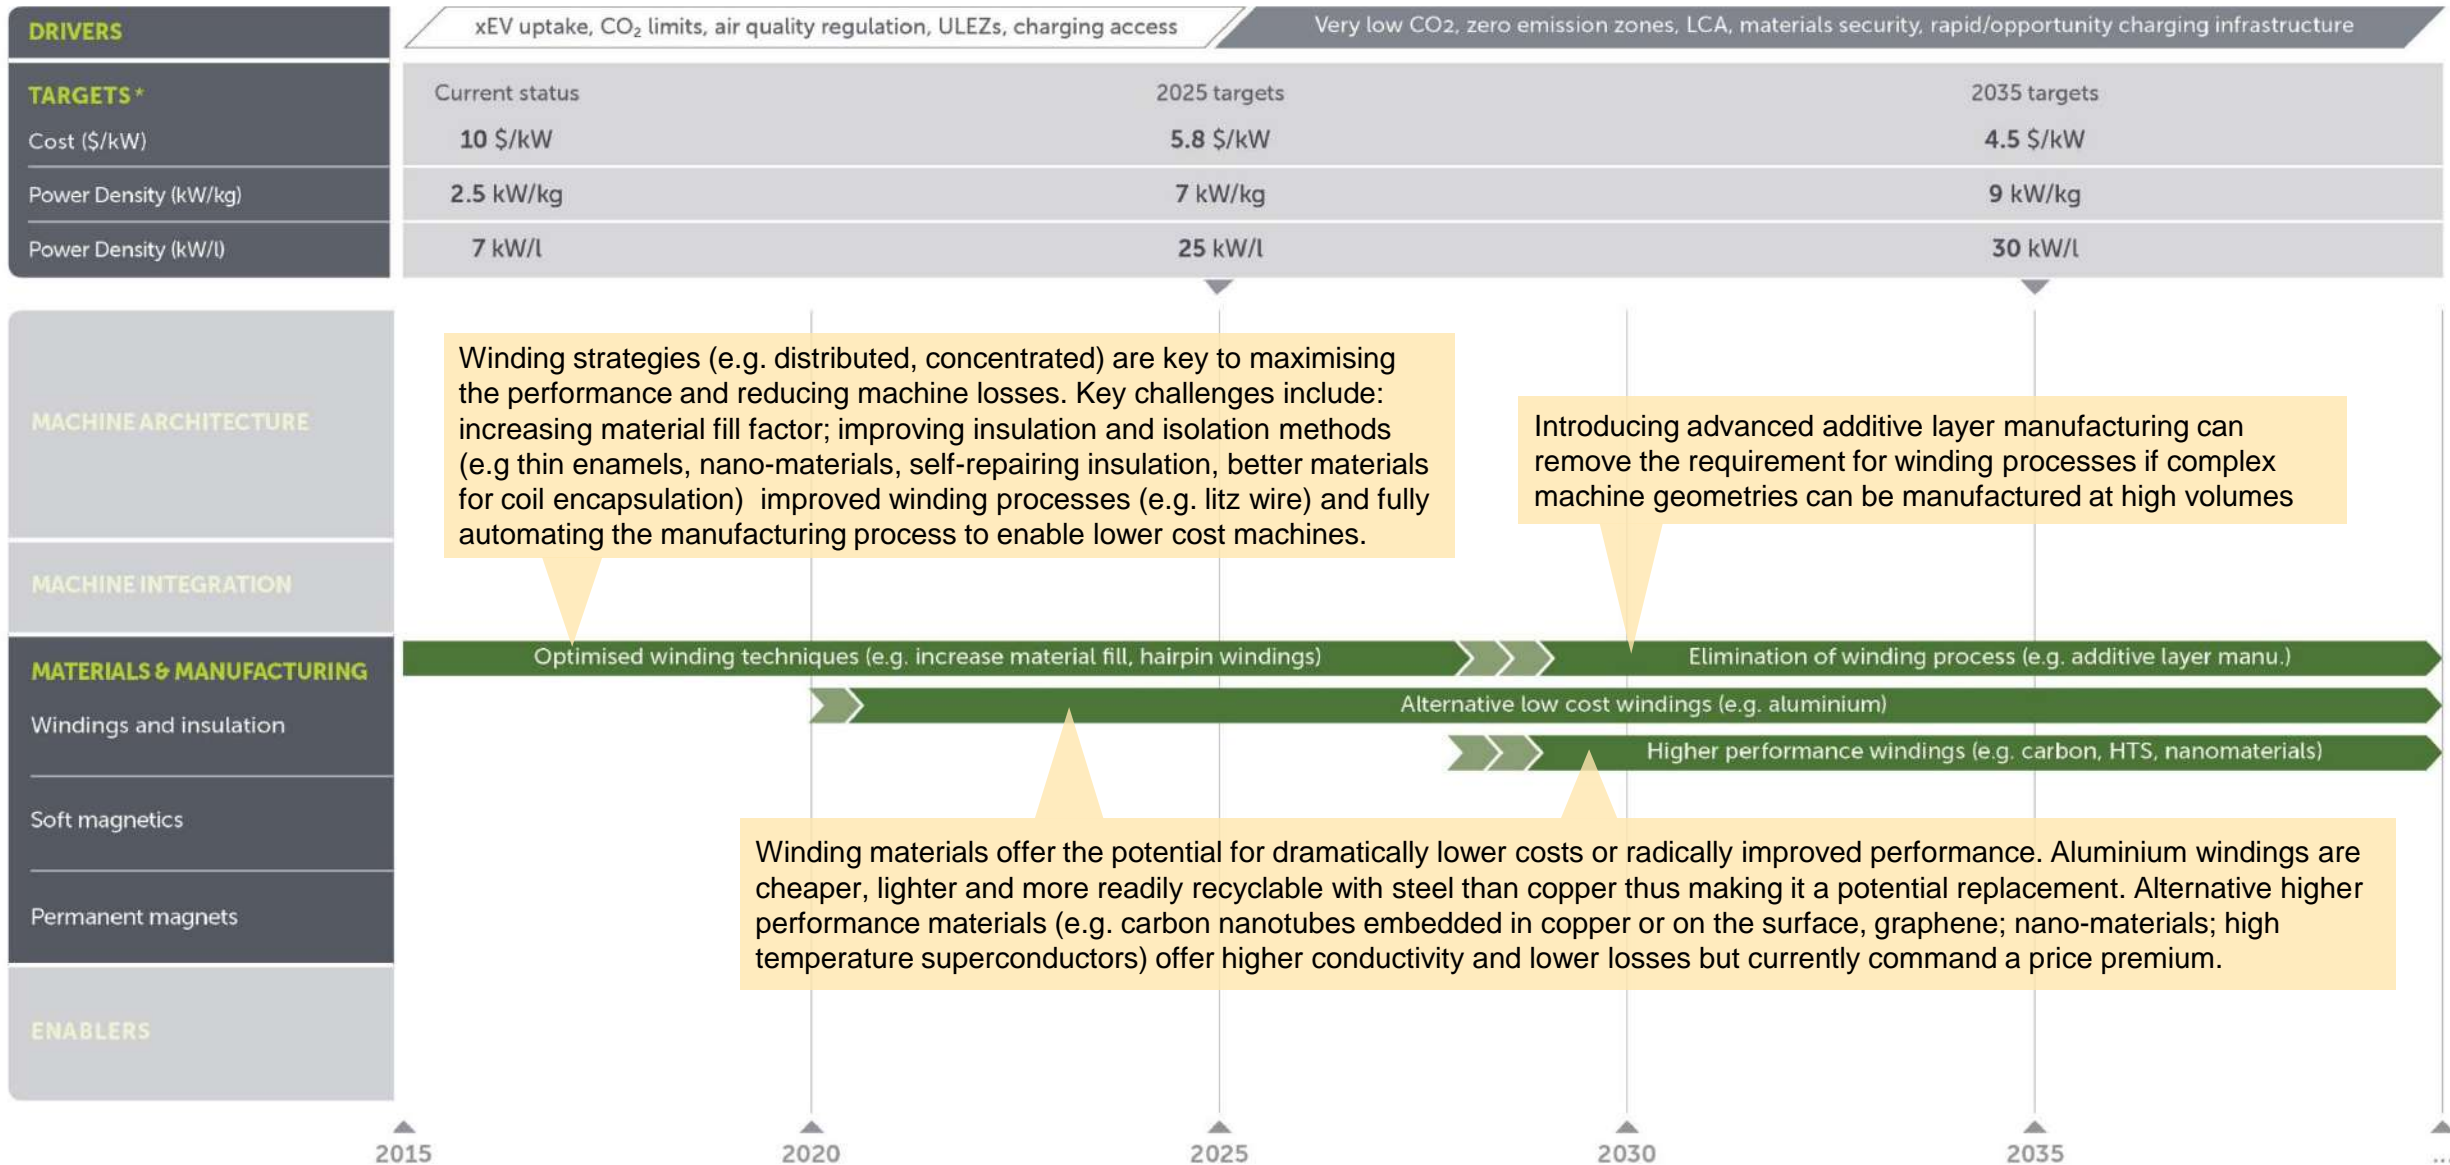 DRIVERS
xEV uptake, CO₂ limits, air quality regulation, ULEZs, charging access
Very low CO2, zero emission zones, LCA, materials security, rapid/opportunity charging infrastructure
TARGETS*
Current status
2025 targets
2035 targets
Cost ($/kW)
10 $/kW
5.8 $/kW
4.5 $/kW
Power Density (kW/kg)
2.5 kW/kg
7 kW/kg
9 kW/kg
Power Density (kW/l)
7 kW/l
25 kW/l
30 kW/l
MACHINE ARCHITECTURE
Winding strategies (e.g. distributed, concentrated) are key to maximising
the performance and reducing machine losses. Key challenges include:
increasing material fill factor; improving insulation and isolation methods
(e.g thin enamels, nano-materials, self-repairing insulation, better materials
for coil encapsulation) improved winding processes (e.g. litz wire) and fully
automating the manufacturing process to enable lower cost machines.
Introducing advanced additive layer manufacturing can
remove the requirement for winding processes if complex
machine geometries can be manufactured at high volumes
MACHINE INTEGRATION
MATERIALS & MANUFACTURING
Windings and insulation
Soft magnetics
Permanent magnets
Optimised winding techniques (e.g. increase material fill, hairpin windings)
Elimination of winding process (e.g. additive layer manu.)
Alternative low cost windings (e.g. aluminium)
Higher performance windings (e.g. carbon, HTS, nanomaterials)
Winding materials offer the potential for dramatically lower costs or radically improved performance. Aluminium windings are
cheaper, lighter and more readily recyclable with steel than copper thus making it a potential replacement. Alternative higher
performance materials (e.g. carbon nanotubes embedded in copper or on the surface, graphene; nano-materials; high
temperature superconductors) offer higher conductivity and lower losses but currently command a price premium.
ENABLERS
2015
2020
2025
2030
2035
...